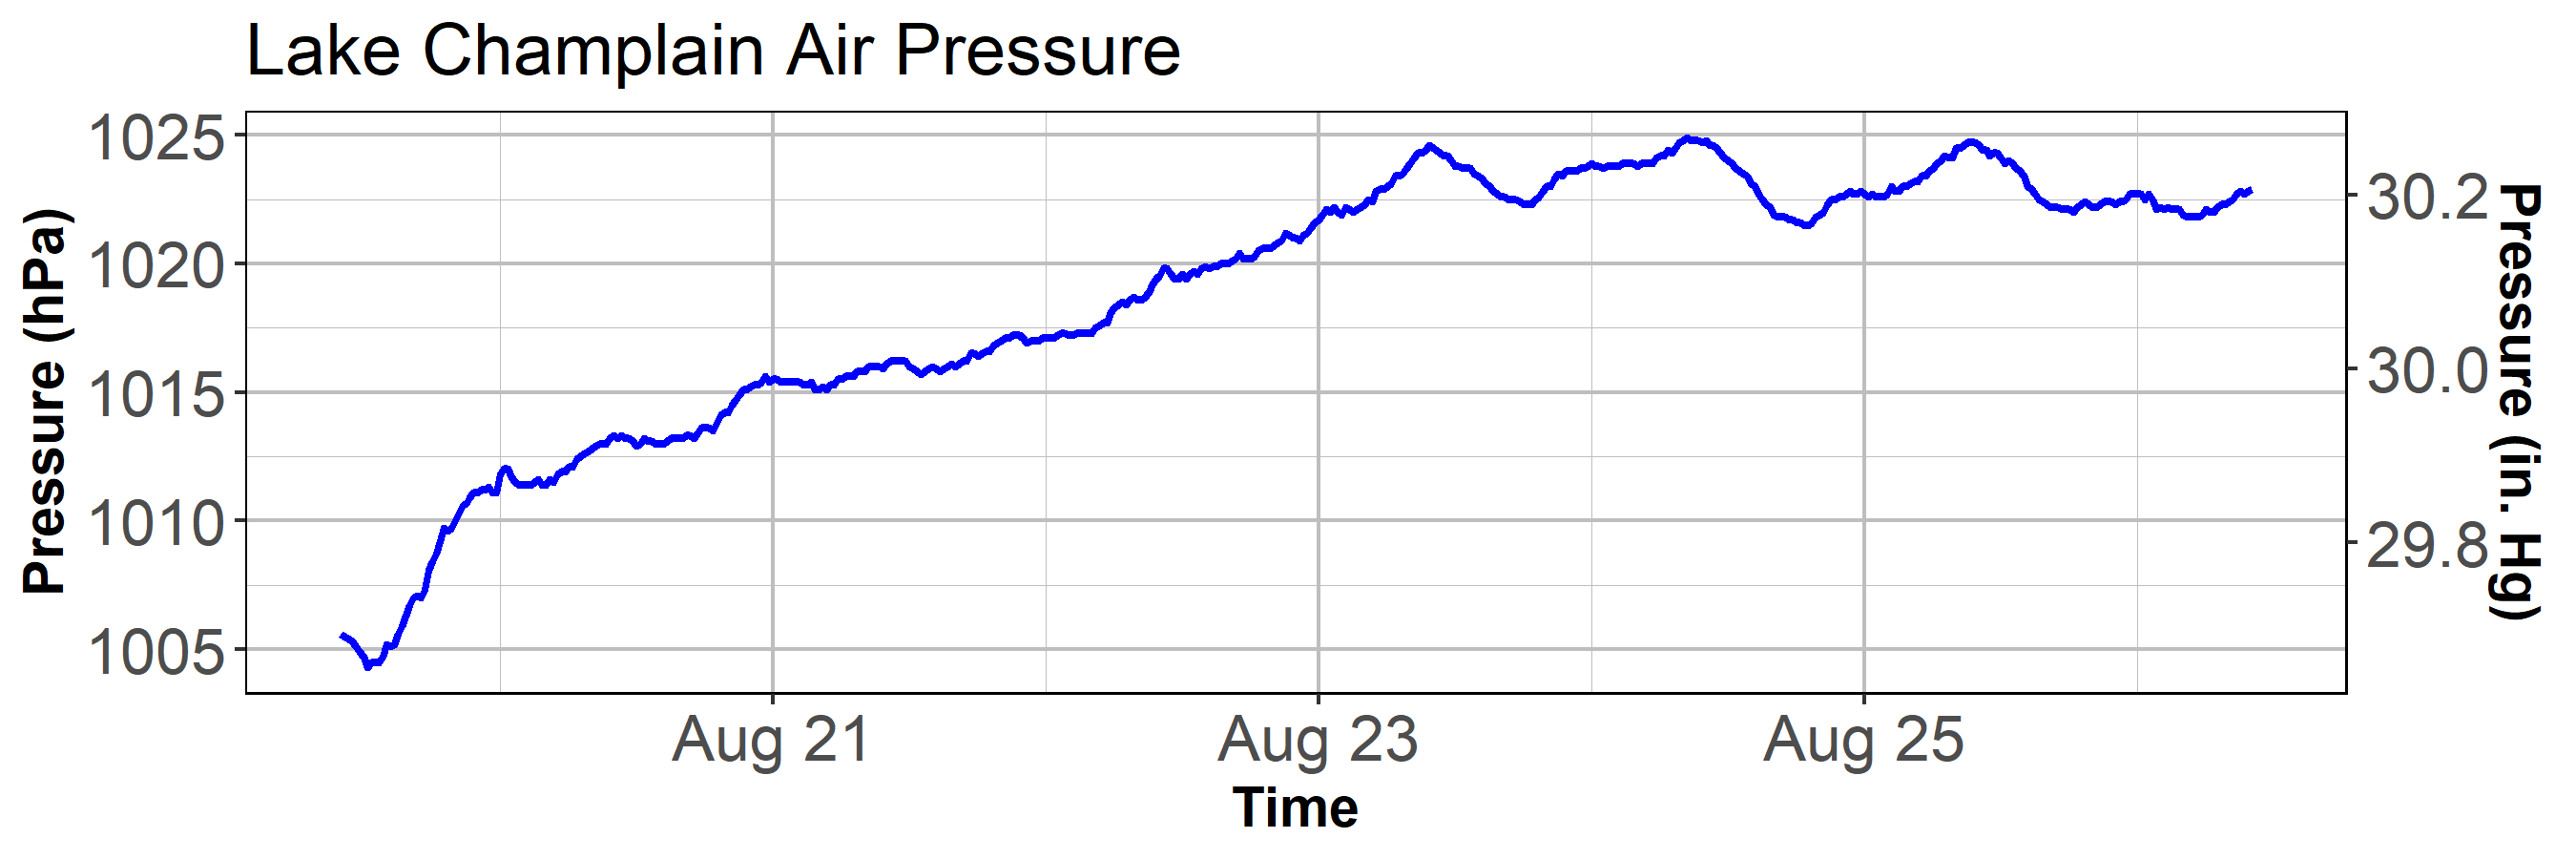 Lake Champlain Air Pressure
Pressure (hPa)
1025
1020
1015
1010
1005
30.2
30.0
29.8
Pressure (in. Hg)
Aug 21
Aug 23
Aug 25
Time